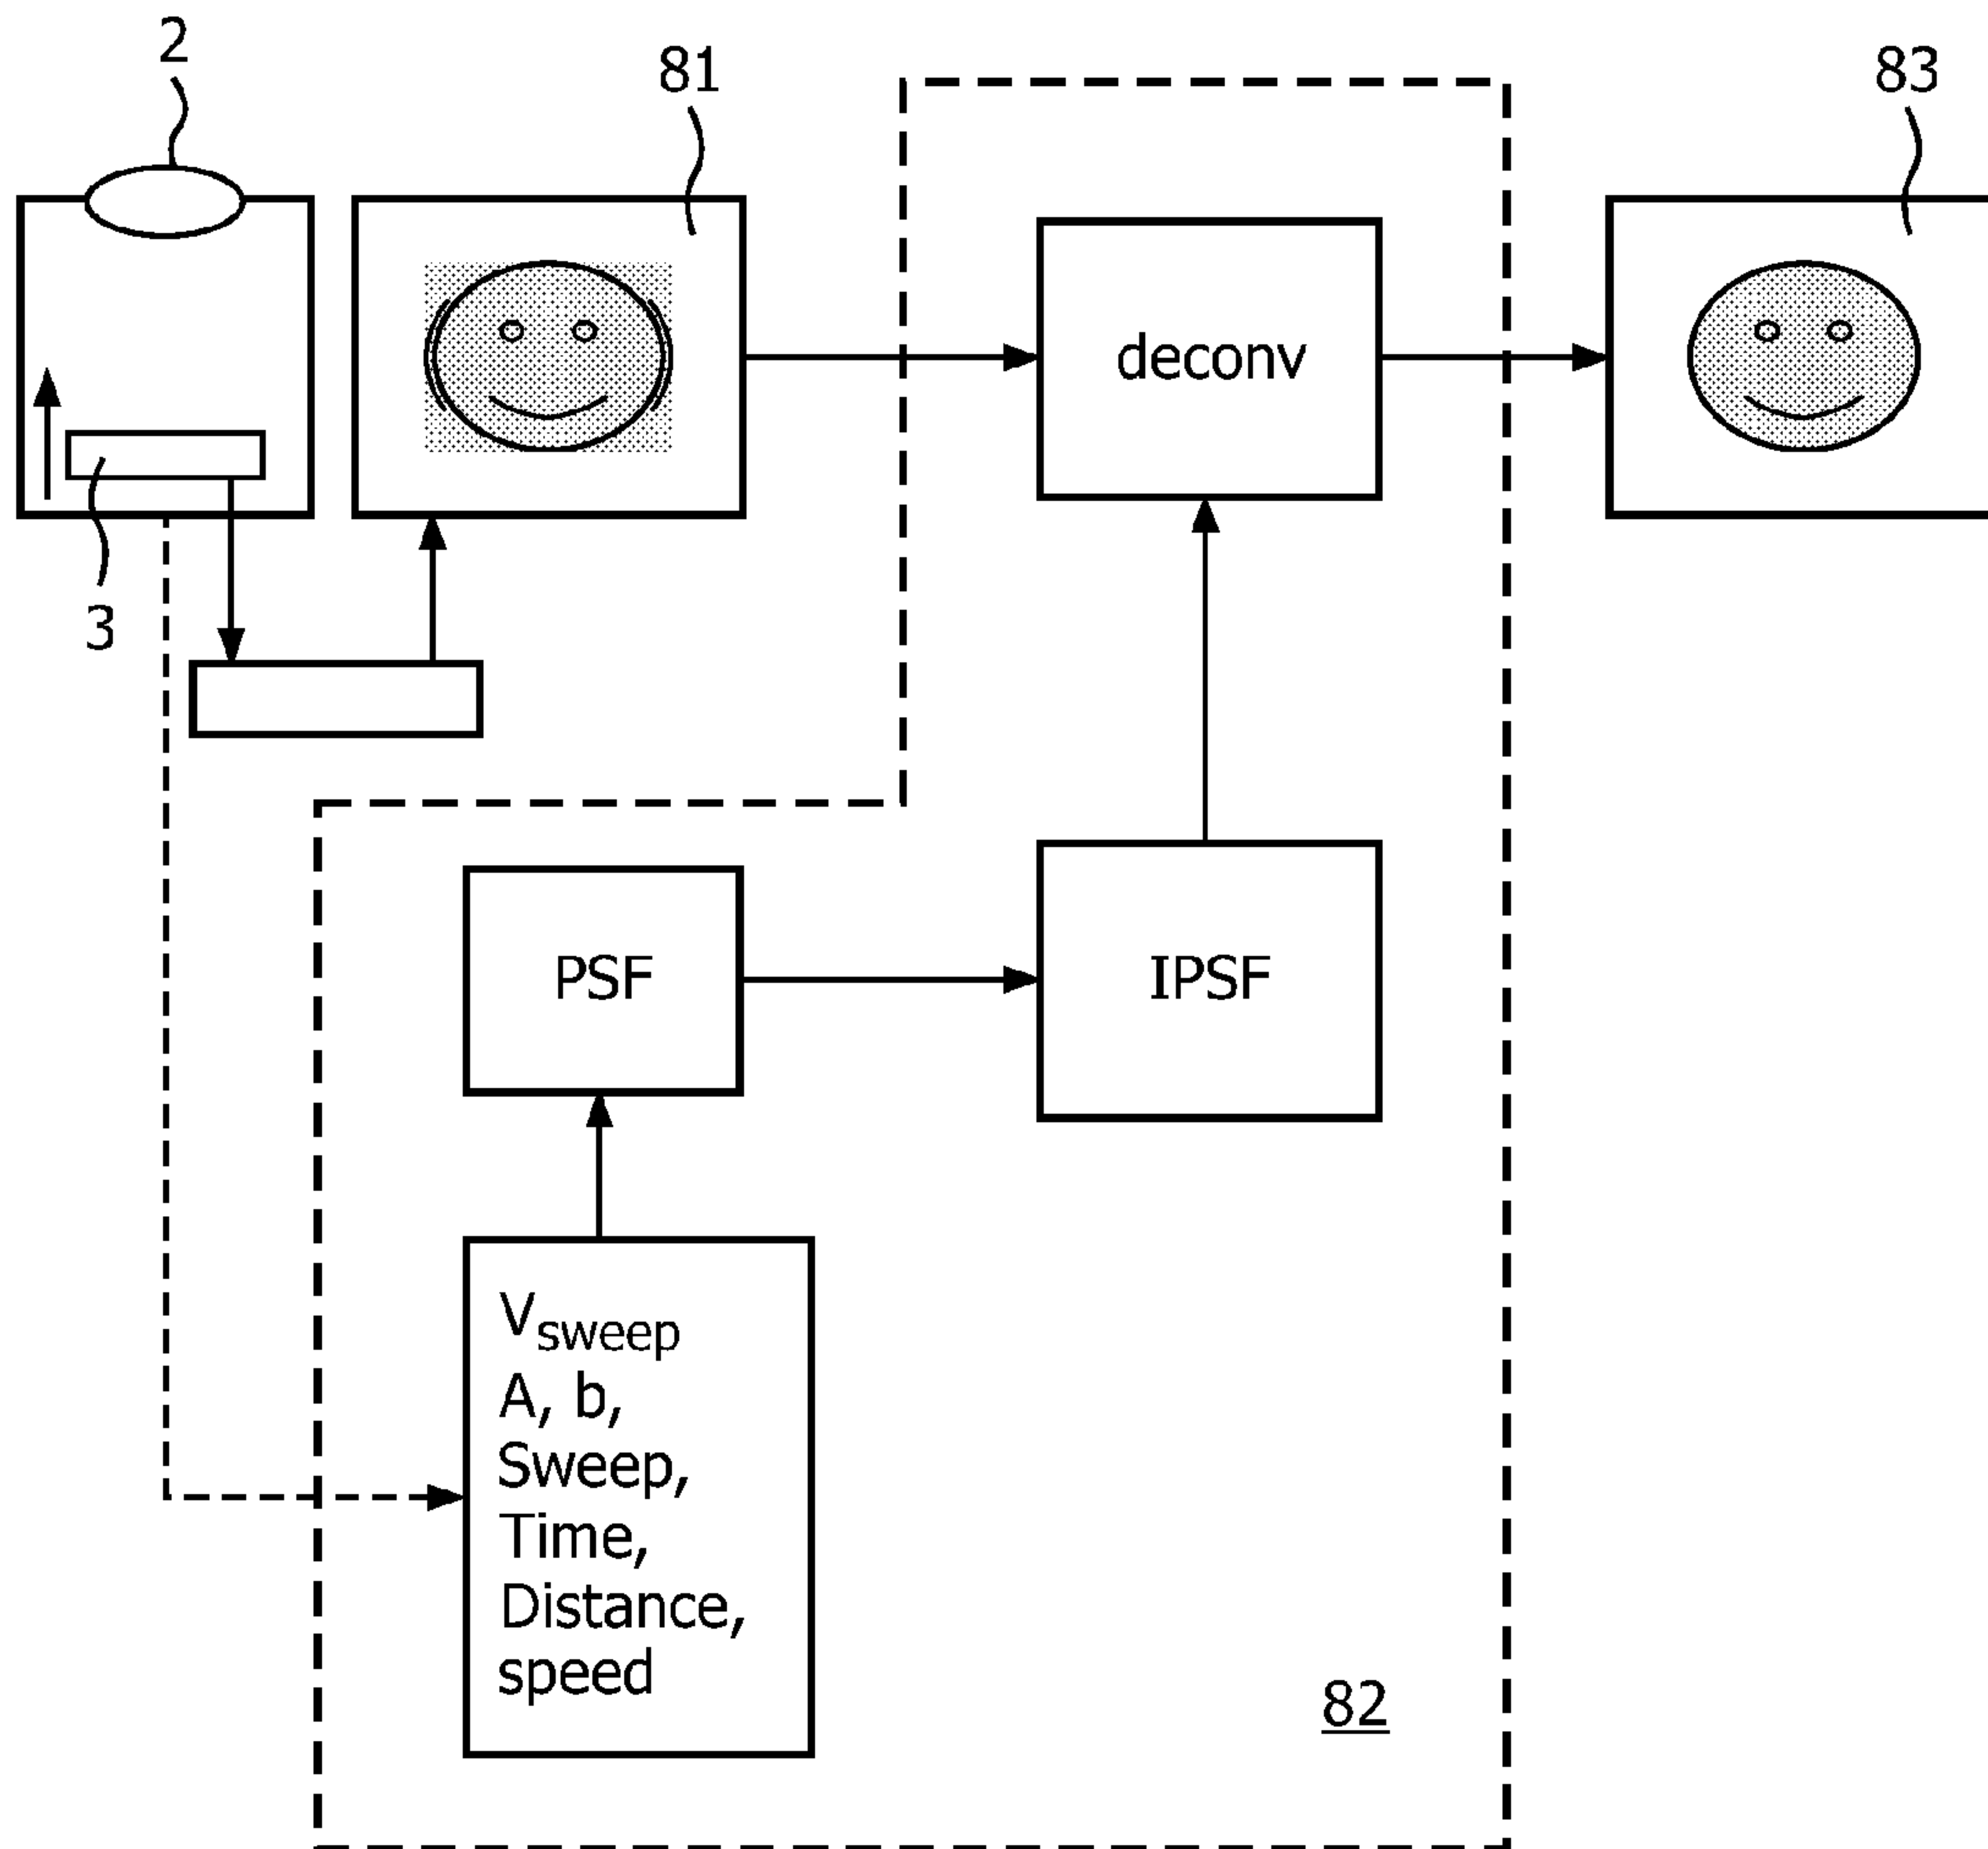 2
81
83
deconv
3
PSF
IPSF
Vsweep
A, b,
Sweep,
Time,
Distance,
speed
82